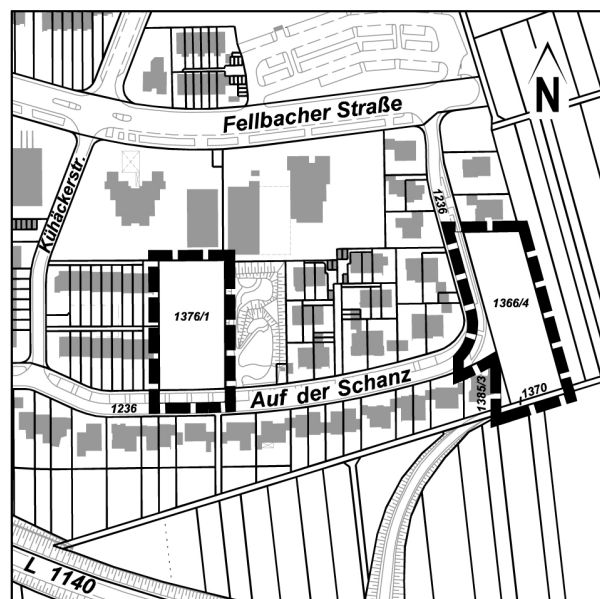 N
Fellbacher Straße
Kühäckerstr.
1236
1376/1
1366/4
Auf der Schanz
1236
1385/3
1370
L 1140